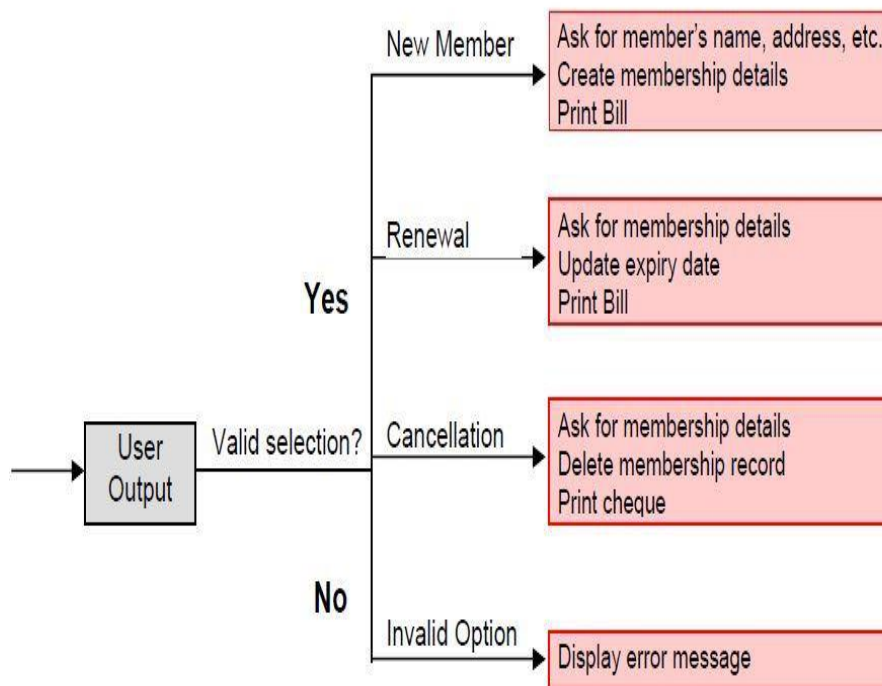 New Member
Ask for member's name, address, etc.
Create membership details
Print Bill
Renewal
Ask for membership details
Update expiry date
Print Bill
Yes
User
Output
Valid selection?
Cancellation
Ask for membership details
Delete membership record
Print cheque
No
Invalid Option
Display error message